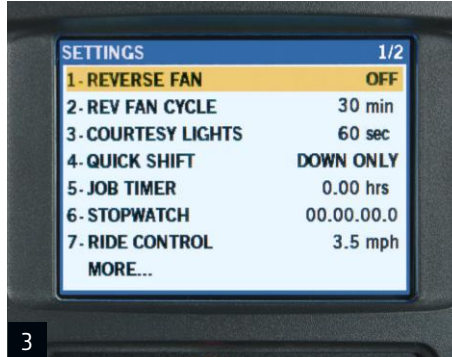 SETTINGS 1/2
1- REVERSE FAN OFF
2- REV FAN CYCLE 30 min
3- COURTESY LIGHTS 60 sec
4- QUICK SHIFT DOWN ONLY
5- JOB TIMER 0.00 hrs
6- STOPWATCH 00.00.00.0
7- RIDE CONTROL 3.5 mph
MORE...
3